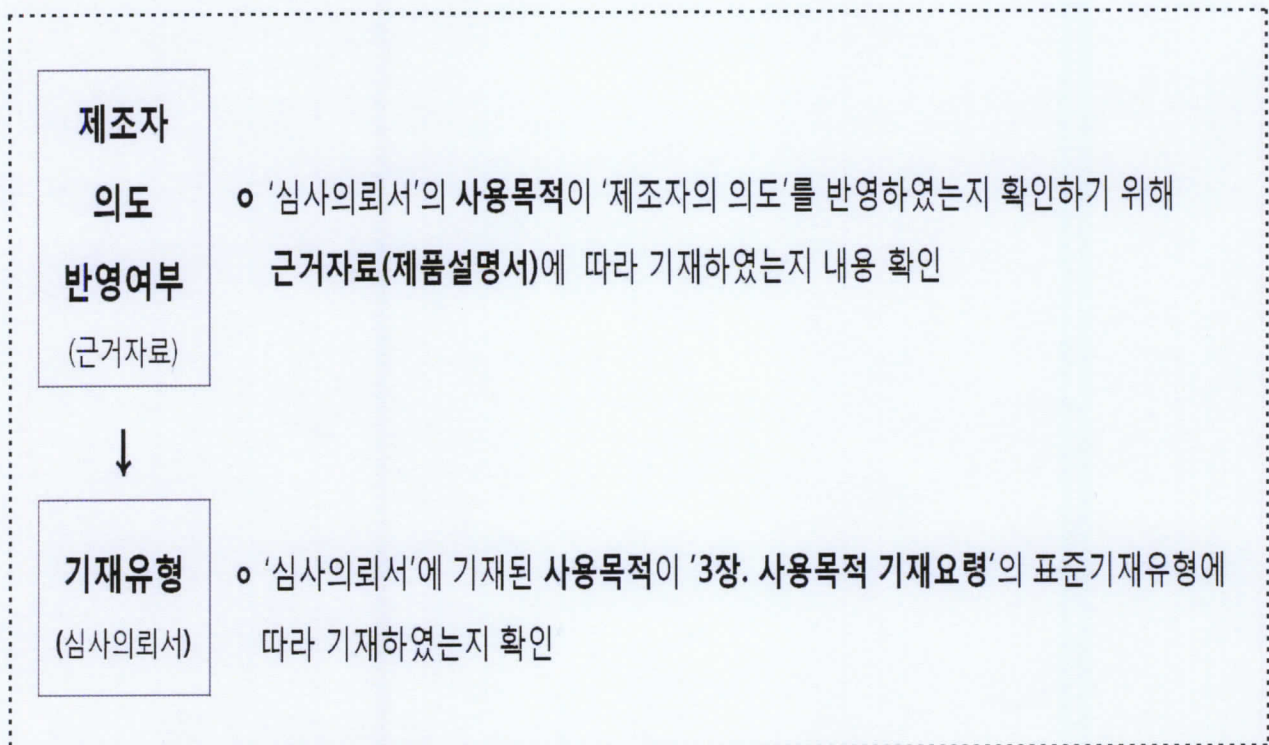 제조자
의도
반영여부
(근거자료)
o '심사의뢰서'의 사용목적이 '제조자의 의도'를 반영하였는지 확인하기 위해
근거자료(제품설명서)에 따라 기재하였는지 내용 확인
↓
기재유형
(심사의뢰서)
o '심사의뢰서'에 기재된 사용목적이 '3장. 사용목적 기재요령'의 표준기재유형에
따라 기재하였는지 확인